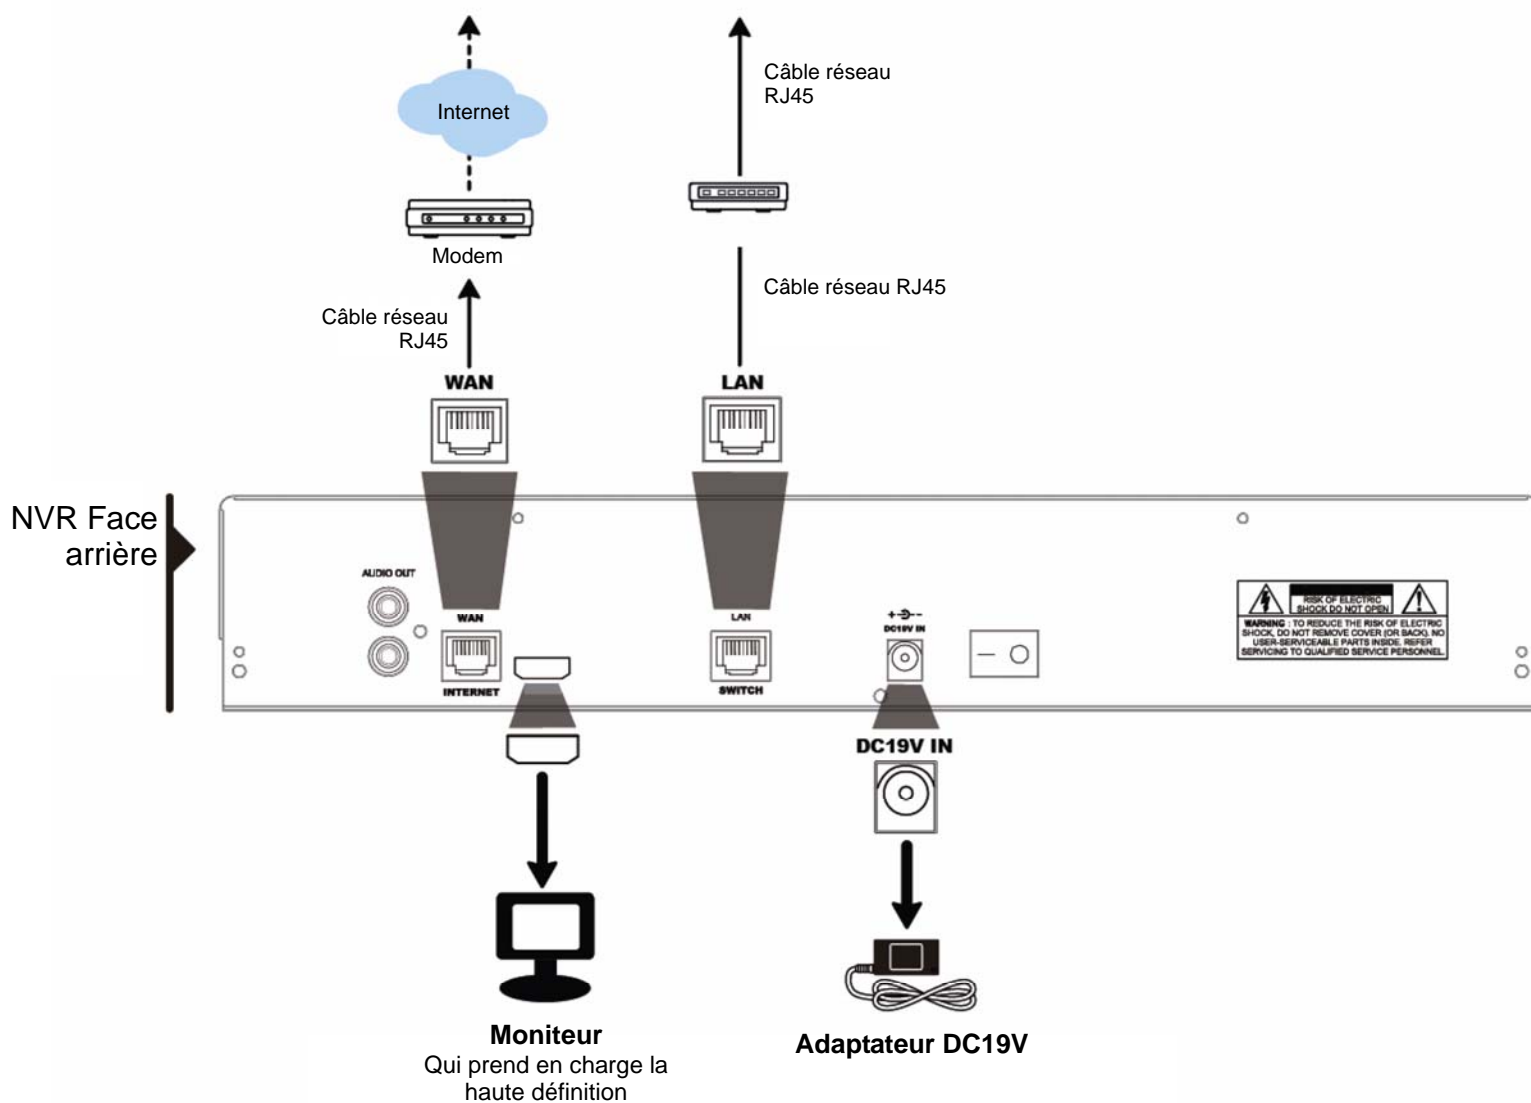 Internet
Câble réseau
RJ45
Modem
Câble réseau
RJ45
Câble réseau RJ45
WAN
LAN
NVR Face
arrière
AUDIO OUT
WAN
INTERNET
LAN
SWITCH
DC19V IN
RISK OF ELECTRIC
SHOCK DO NOT OPEN
WARNING : TO REDUCE THE RISK OF ELECTRIC
SHOCK, DO NOT REMOVE COVER (OR BACK). NO
USER-SERVICEABLE PARTS INSIDE. REFER
SERVICING TO QUALIFIED SERVICE PERSONNEL.
DC19V IN
Moniteur
Qui prend en charge la
haute définition
Adaptateur DC19V